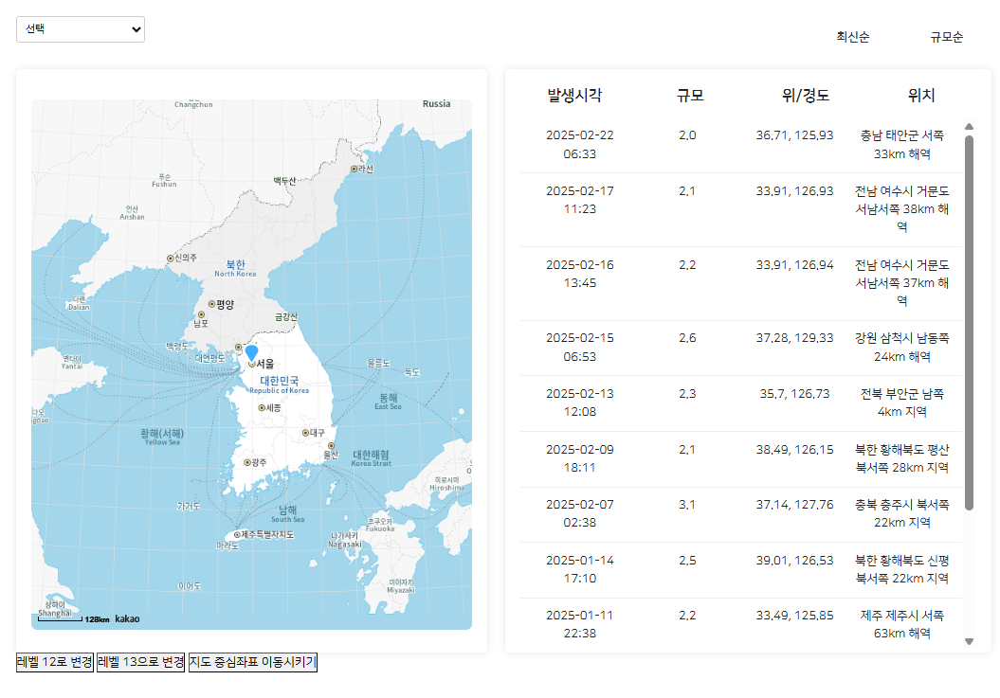 선택
최신순 규모순
Changchun
Russia
라선
백두산
푸순
Fushun
안산
Anshan
신의주
북한
North Korea
다롄
Dalian
평양
남포
금강산
백령도
대연평도
서울
옌타이
Yantai
울릉도
독도
대한민국
Republic of Korea
동해
East Sea
세종
황해(서해)
Yellow Sea
대구
울산
대한해협
Korea Strait
광주
히로시마
Hiroshima
가거도
남해
South Sea
후쿠오카
Fukuoka
제주특별자치도
마라도
나가사키
Nagasaki
이어도
미야자키
Miyazaki
상하이
Shanghai
128km kakao
발생시각 규모 위/경도 위치
2025-02-22 2.0 36.71, 125.93 충남 태안군 서쪽
06:33 33km 해역
2025-02-17 2.1 33.91, 126.93 전남 여수시 거문도
11:23 서남서쪽 38km 해
역
2025-02-16 2.2 33.91, 126.94 전남 여수시 거문도
13:45 서남서쪽 37km 해
역
2025-02-15 2.6 37.28, 129.33 강원 삼척시 남동쪽
06:53 24km 해역
2025-02-13 2.3 35.7, 126.73 전북 부안군 남쪽
12:08 4km 지역
2025-02-09 2.1 38.49, 126.15 북한 황해북도 평산
18:11 북서쪽 28km 지역
2025-02-07 3.1 37.14, 127.76 충북 충주시 북서쪽
02:38 22km 지역
2025-01-14 2.5 39.01, 126.53 북한 황해북도 신평
17:10 북서쪽 22km 지역
2025-01-11 2.2 33.49, 125.85 제주 제주시 서쪽
22:38 63km 해역
레벨 12로 변경 레벨 13으로 변경 지도 중심좌표 이동시키기